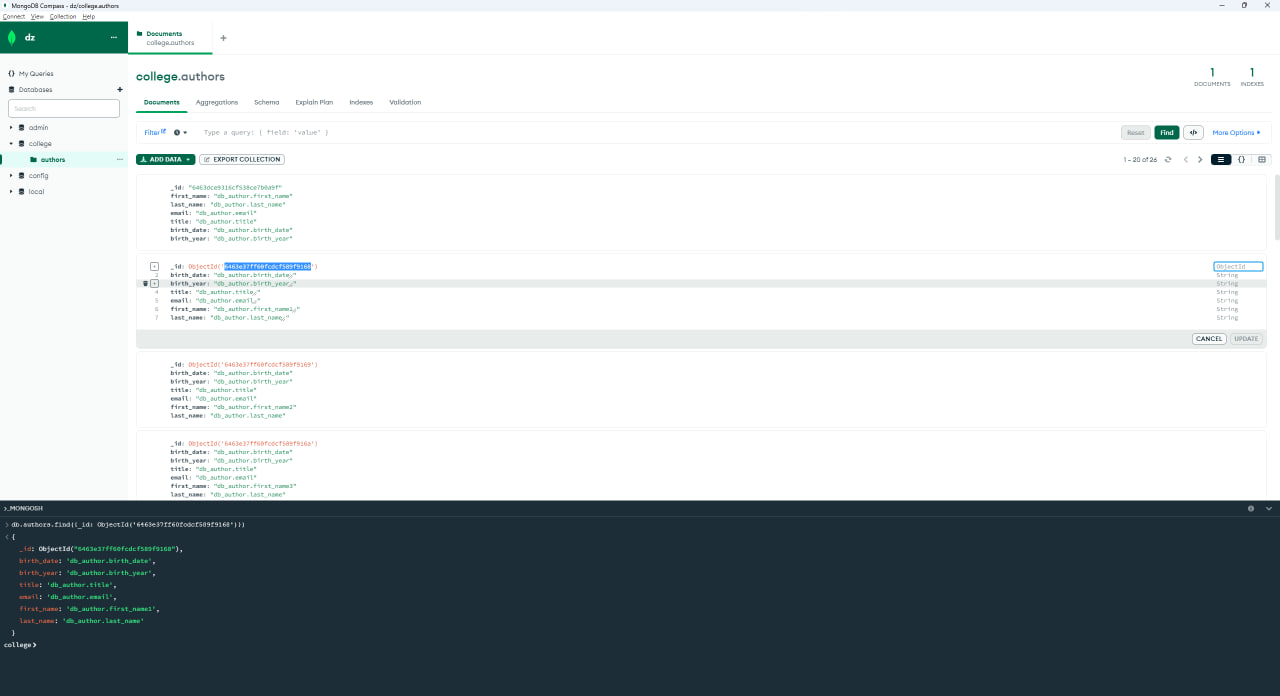 MongoDB Compass - dz/college.authors
Connect View Collection Help
dz
...
Documents
college.authors
+
{} My Queries
Databases +
Search
admin
college
authors ...
config
local
college.authors
1 DOCUMENTS
1 INDEXES
Documents Aggregations Schema Explain Plan Indexes Validation
Filter Type a query: { field: 'value' } Reset Find </> More Options
ADD DATA EXPORT COLLECTION 1 – 20 of 26 {}
_id: "6463dce9316cf538ce7b0a9f"
first_name: "db_author.first_name"
last_name: "db_author.last_name"
email: "db_author.email"
title: "db_author.title"
birth_date: "db_author.birth_date"
birth_year: "db_author.birth_year"
+ _id: ObjectId('6463e37ff60fcdcf589f9168') ObjectId
2 birth_date: "db_author.birth_date," String
+ birth_year: "db_author.birth_year," String
4 title: "db_author.title," String
5 email: "db_author.email," String
6 first_name: "db_author.first_name1," String
7 last_name: "db_author.last_name," String
CANCEL UPDATE
_id: ObjectId('6463e37ff60fcdcf589f9169')
birth_date: "db_author.birth_date"
birth_year: "db_author.birth_year"
title: "db_author.title"
email: "db_author.email"
first_name: "db_author.first_name2"
last_name: "db_author.last_name"
_id: ObjectId('6463e37ff60fcdcf589f916a')
birth_date: "db_author.birth_date"
birth_year: "db_author.birth_year"
title: "db_author.title"
email: "db_author.email"
first_name: "db_author.first_name3"
last_name: "db_author.last_name"
>_MONGOSH
> db.authors.find({_id: ObjectId('6463e37ff60fcdcf589f9168')})
< {
_id: ObjectId("6463e37ff60fcdcf589f9168"),
birth_date: 'db_author.birth_date',
birth_year: 'db_author.birth_year',
title: 'db_author.title',
email: 'db_author.email',
first_name: 'db_author.first_name1',
last_name: 'db_author.last_name'
}
college>